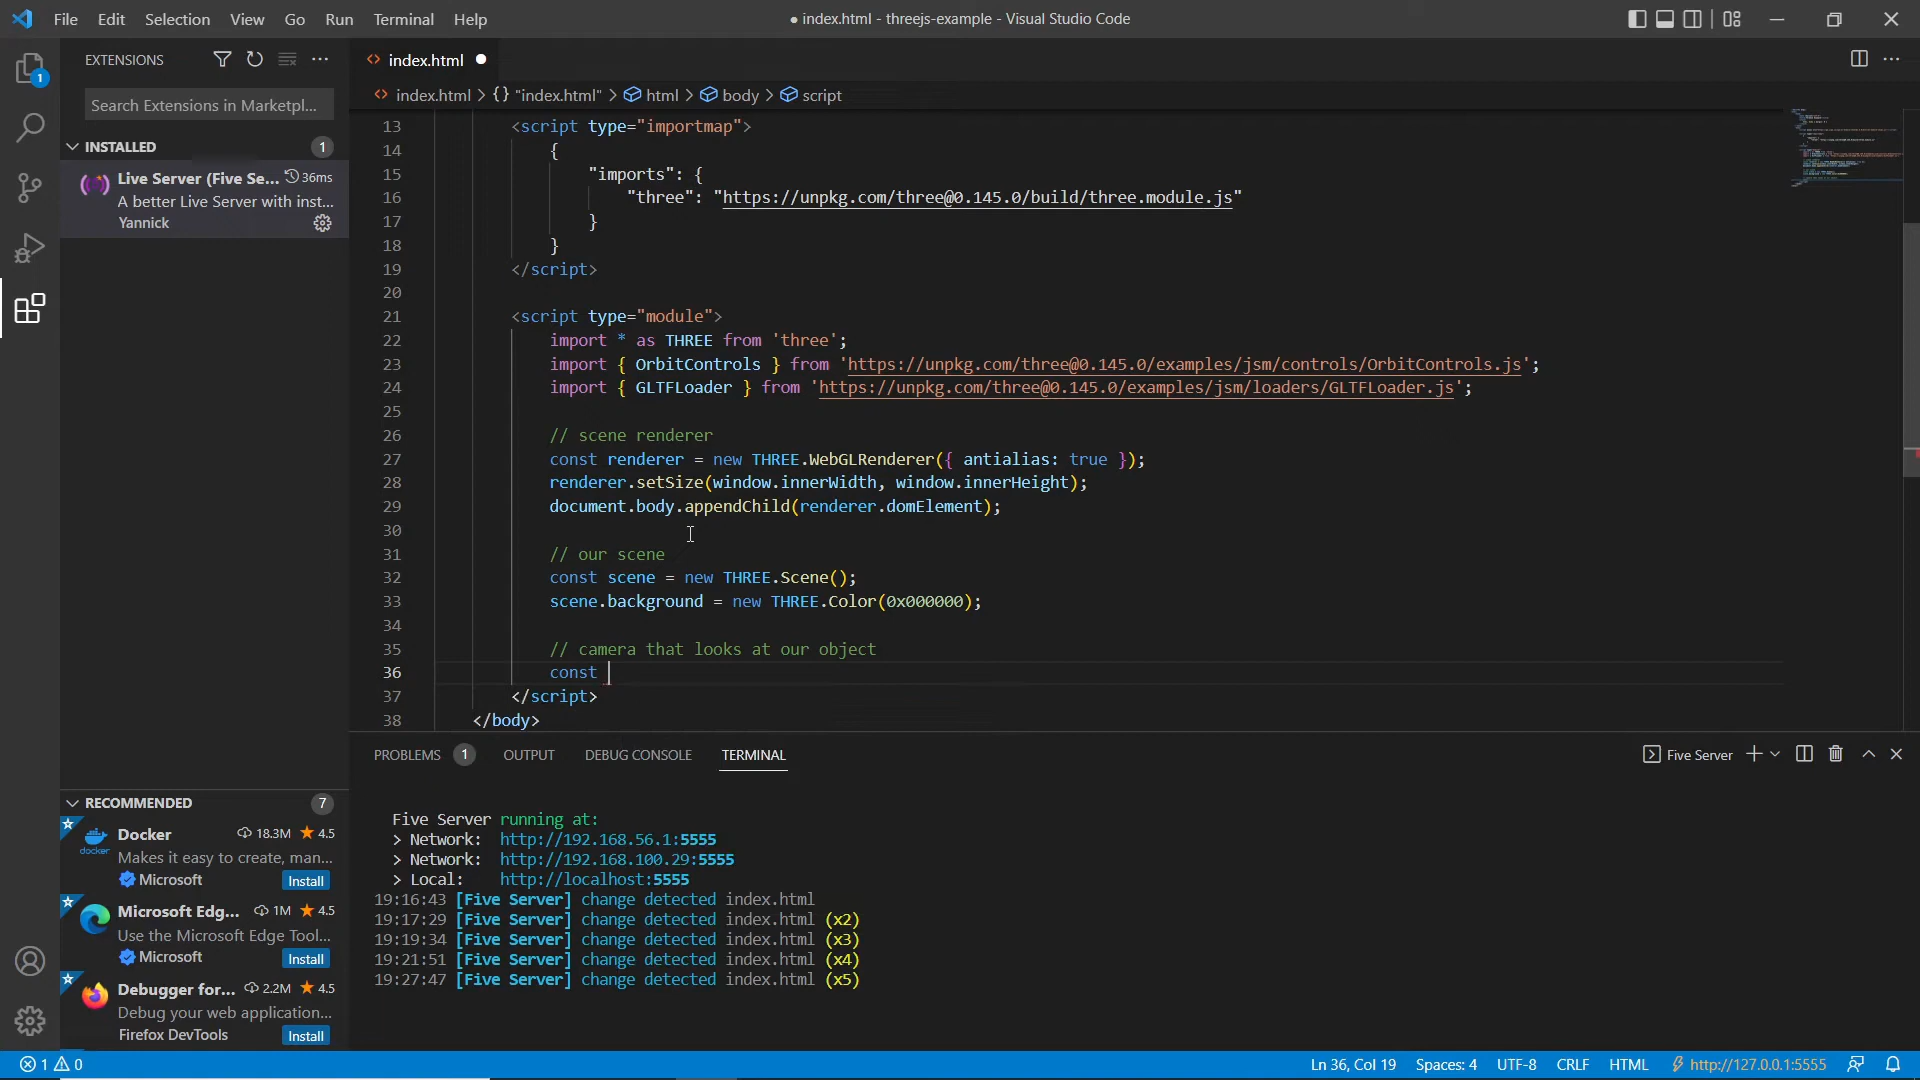 File Edit Selection View Go Run Terminal Help
● index.html - threejs-example - Visual Studio Code
EXTENSIONS
Search Extensions in Marketpl...
INSTALLED 1
Live Server (Five Se... 36ms
A better Live Server with inst...
Yannick
RECOMMENDED 7
Docker 18.3M 4.5
Makes it easy to create, man...
Microsoft Install
Microsoft Edg... 1M 4.5
Use the Microsoft Edge Tool...
Microsoft Install
Debugger for... 2.2M 4.5
Debug your web application...
Firefox DevTools Install
1
index.html
index.html > {} "index.html" > html > body > script
13 <script type="importmap">
14 {
15 "imports": {
16 "three": "https://unpkg.com/three@0.145.0/build/three.module.js"
17 }
18 }
19 </script>
20
21 <script type="module">
22 import * as THREE from 'three';
23 import { OrbitControls } from 'https://unpkg.com/three@0.145.0/examples/jsm/controls/OrbitControls.js';
24 import { GLTFLoader } from 'https://unpkg.com/three@0.145.0/examples/jsm/loaders/GLTFLoader.js';
25
26 // scene renderer
27 const renderer = new THREE.WebGLRenderer({ antialias: true });
28 renderer.setSize(window.innerWidth, window.innerHeight);
29 document.body.appendChild(renderer.domElement);
30
31 // our scene
32 const scene = new THREE.Scene();
33 scene.background = new THREE.Color(0x000000);
34
35 // camera that looks at our object
36 const
37 </script>
38 </body>
PROBLEMS 1 OUTPUT DEBUG CONSOLE TERMINAL
Five Server
Five Server running at:
> Network: http://192.168.56.1:5555
> Network: http://192.168.100.29:5555
> Local: http://localhost:5555
19:16:43 [Five Server] change detected index.html
19:17:29 [Five Server] change detected index.html (x2)
19:19:34 [Five Server] change detected index.html (x3)
19:21:51 [Five Server] change detected index.html (x4)
19:27:47 [Five Server] change detected index.html (x5)
1 0
Ln 36, Col 19 Spaces: 4 UTF-8 CRLF HTML http://127.0.0.1:5555